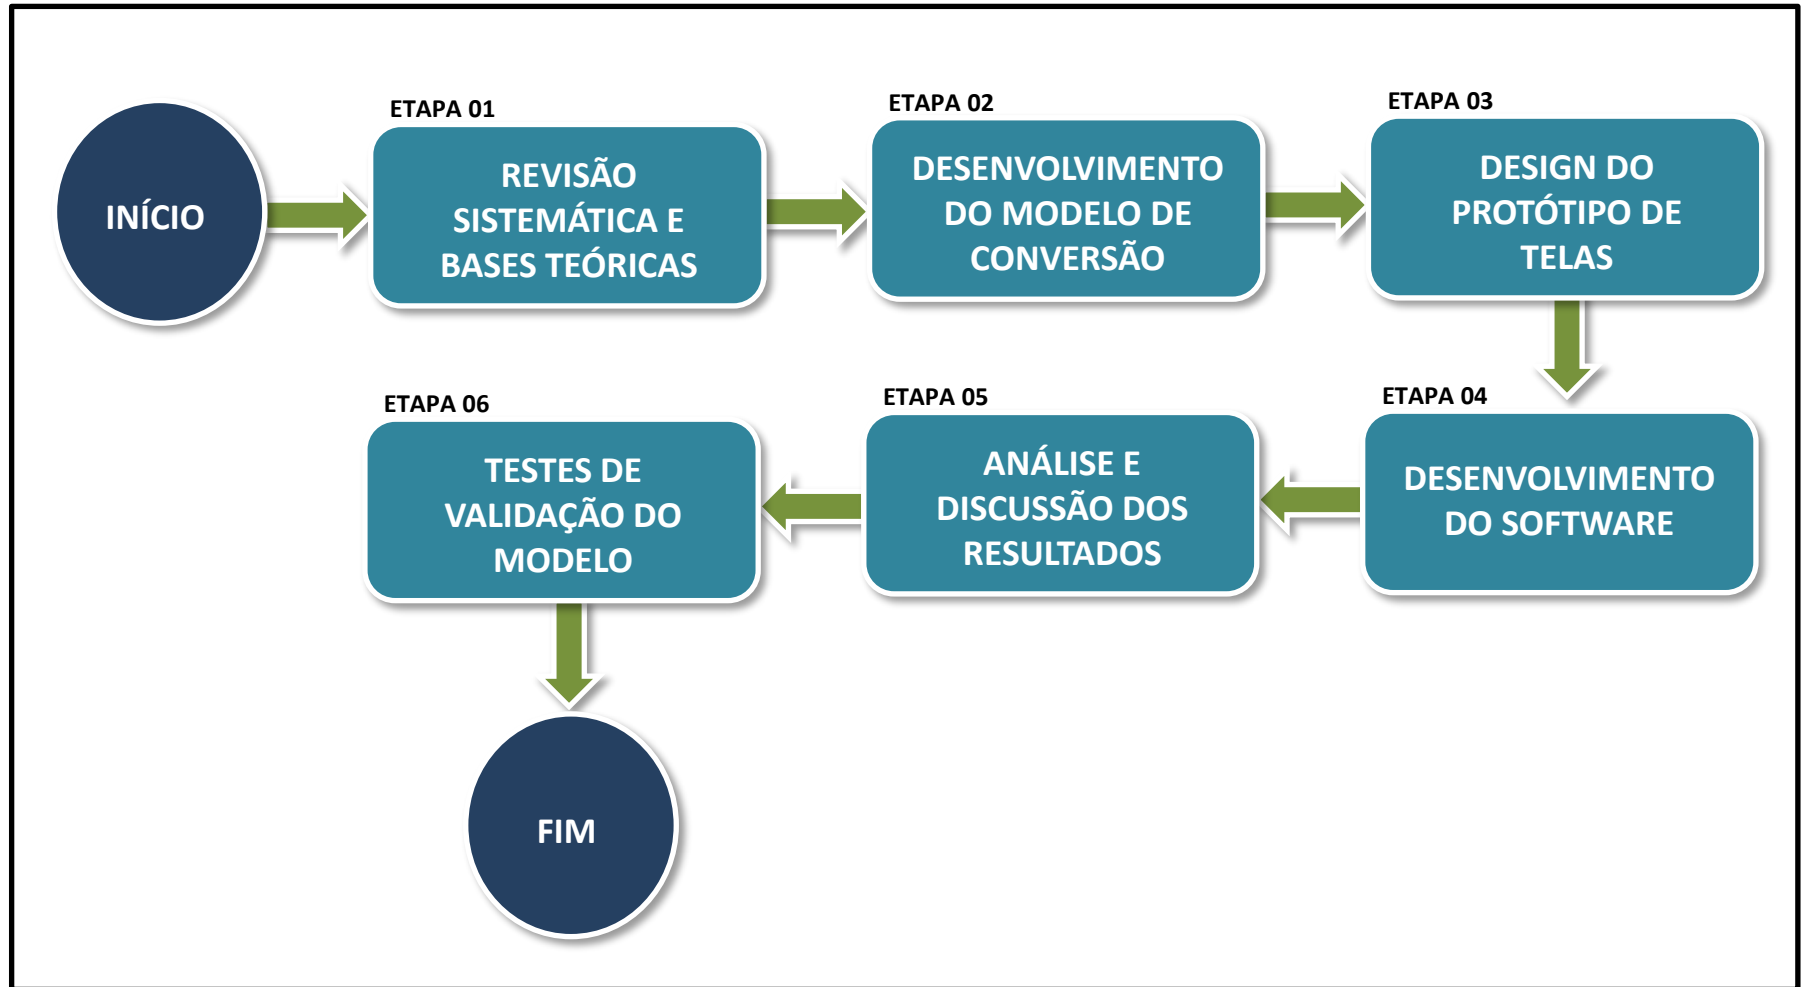 INÍCIO
ETAPA 01
REVISÃO
SISTEMÁTICA E
BASES TEÓRICAS
ETAPA 02
DESENVOLVIMENTO
DO MODELO DE
CONVERSÃO
ETAPA 03
DESIGN DO
PROTÓTIPO DE
TELAS
ETAPA 04
DESENVOLVIMENTO
DO SOFTWARE
ETAPA 05
ANÁLISE E
DISCUSSÃO DOS
RESULTADOS
ETAPA 06
TESTES DE
VALIDAÇÃO DO
MODELO
FIM